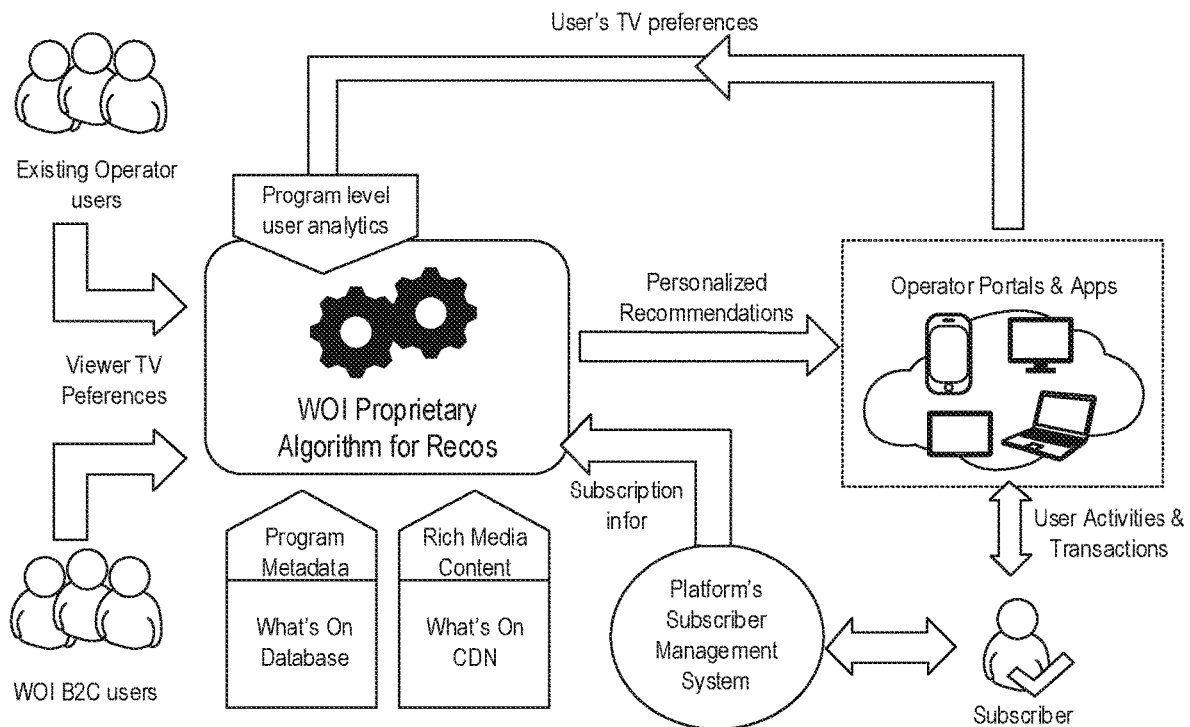 User's TV preferences
Existing Operator
users
Program level
user analytics
Viewer TV
Peferences
WOI Proprietary
Algorithm for Recos
Personalized
Recommendations
Operator Portals & Apps
Subscription
infor
Program
Metadata
What's On
Database
Rich Media
Content
What's On
CDN
Platform's
Subscriber
Management
System
User Activities &
Transactions
WOI B2C users
Subscriber